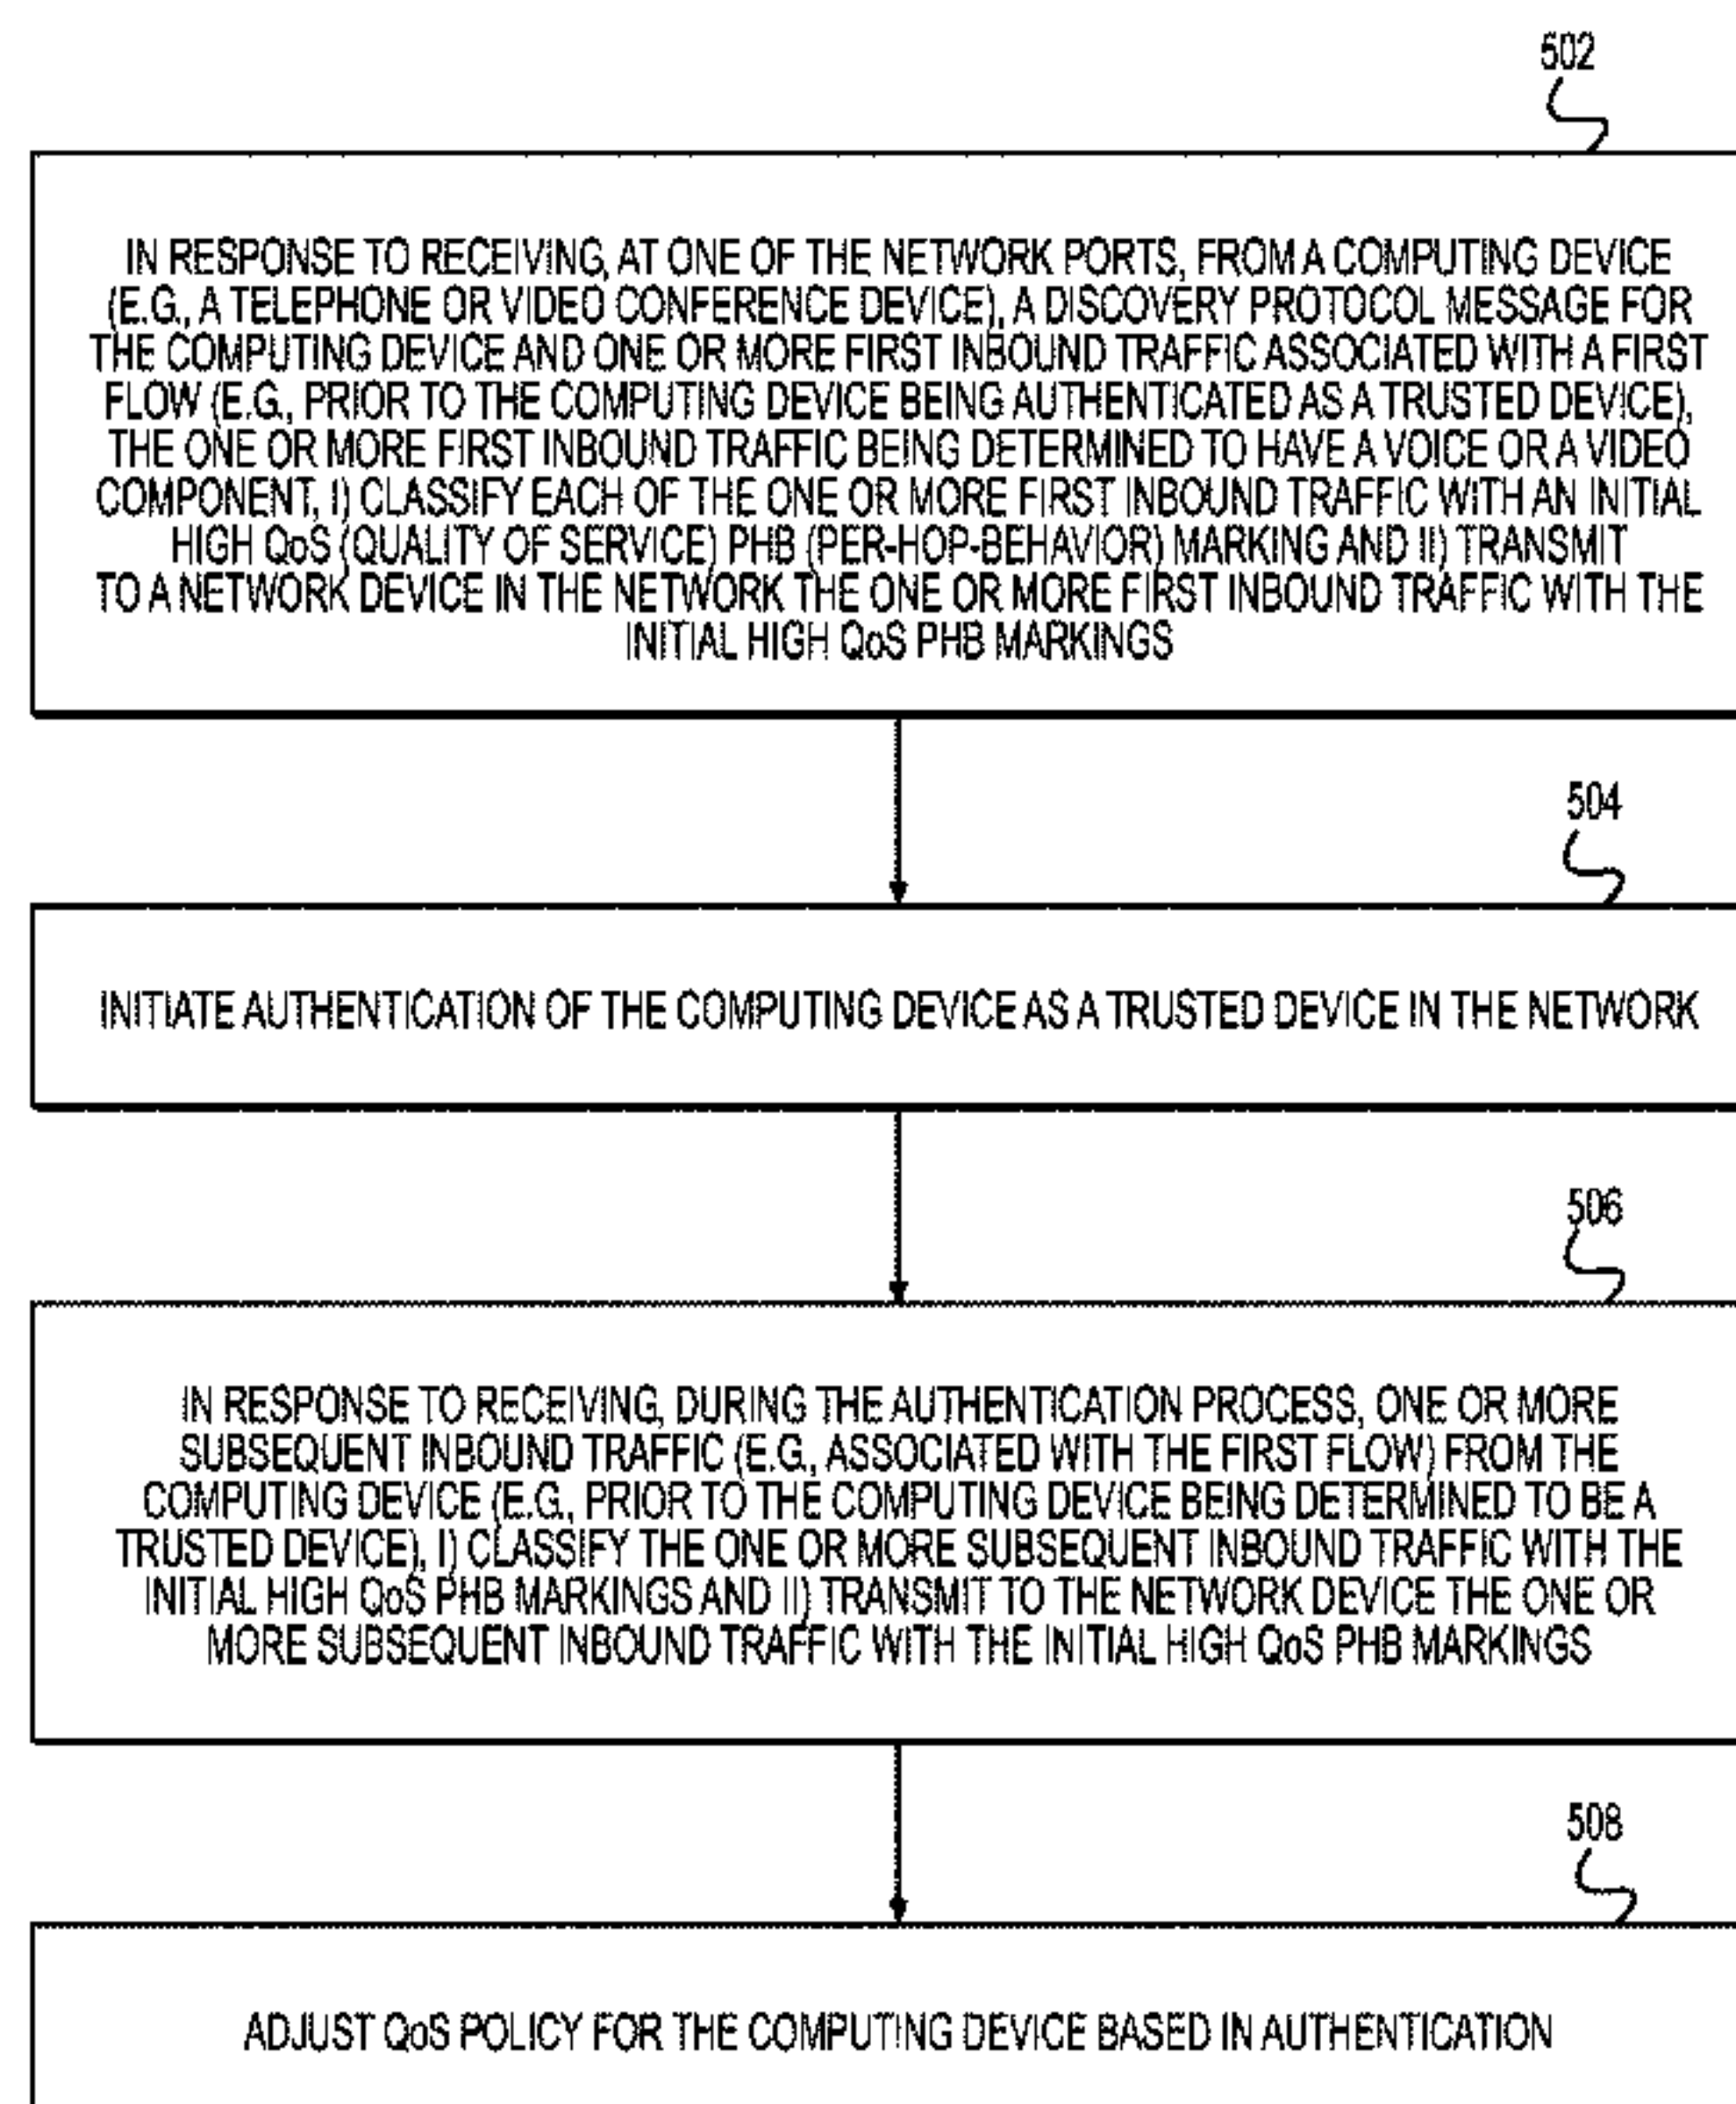 502
IN RESPONSE TO RECEIVING, AT ONE OF THE NETWORK PORTS, FROM A COMPUTING DEVICE
(E.G., A TELEPHONE OR VIDEO CONFERENCE DEVICE), A DISCOVERY PROTOCOL MESSAGE FOR
THE COMPUTING DEVICE AND ONE OR MORE FIRST INBOUND TRAFFIC ASSOCIATED WITH A FIRST
FLOW (E.G., PRIOR TO THE COMPUTING DEVICE BEING AUTHENTICATED AS A TRUSTED DEVICE),
THE ONE OR MORE FIRST INBOUND TRAFFIC BEING DETERMINED TO HAVE A VOICE OR A VIDEO
COMPONENT, I) CLASSIFY EACH OF THE ONE OR MORE FIRST INBOUND TRAFFIC WITH AN INITIAL
HIGH QoS (QUALITY OF SERVICE) PHB (PER-HOP-BEHAVIOR) MARKING AND II) TRANSMIT
TO A NETWORK DEVICE IN THE NETWORK THE ONE OR MORE FIRST INBOUND TRAFFIC WITH THE
INITIAL HIGH QoS PHB MARKINGS
504
INITIATE AUTHENTICATION OF THE COMPUTING DEVICE AS A TRUSTED DEVICE IN THE NETWORK
506
IN RESPONSE TO RECEIVING, DURING THE AUTHENTICATION PROCESS, ONE OR MORE
SUBSEQUENT INBOUND TRAFFIC (E.G., ASSOCIATED WITH THE FIRST FLOW) FROM THE
COMPUTING DEVICE (E.G., PRIOR TO THE COMPUTING DEVICE BEING DETERMINED TO BE A
TRUSTED DEVICE), I) CLASSIFY THE ONE OR MORE SUBSEQUENT INBOUND TRAFFIC WITH THE
INITIAL HIGH QoS PHB MARKINGS AND II) TRANSMIT TO THE NETWORK DEVICE THE ONE OR
MORE SUBSEQUENT INBOUND TRAFFIC WITH THE INITIAL HIGH QoS PHB MARKINGS
508
ADJUST QoS POLICY FOR THE COMPUTING DEVICE BASED IN AUTHENTICATION